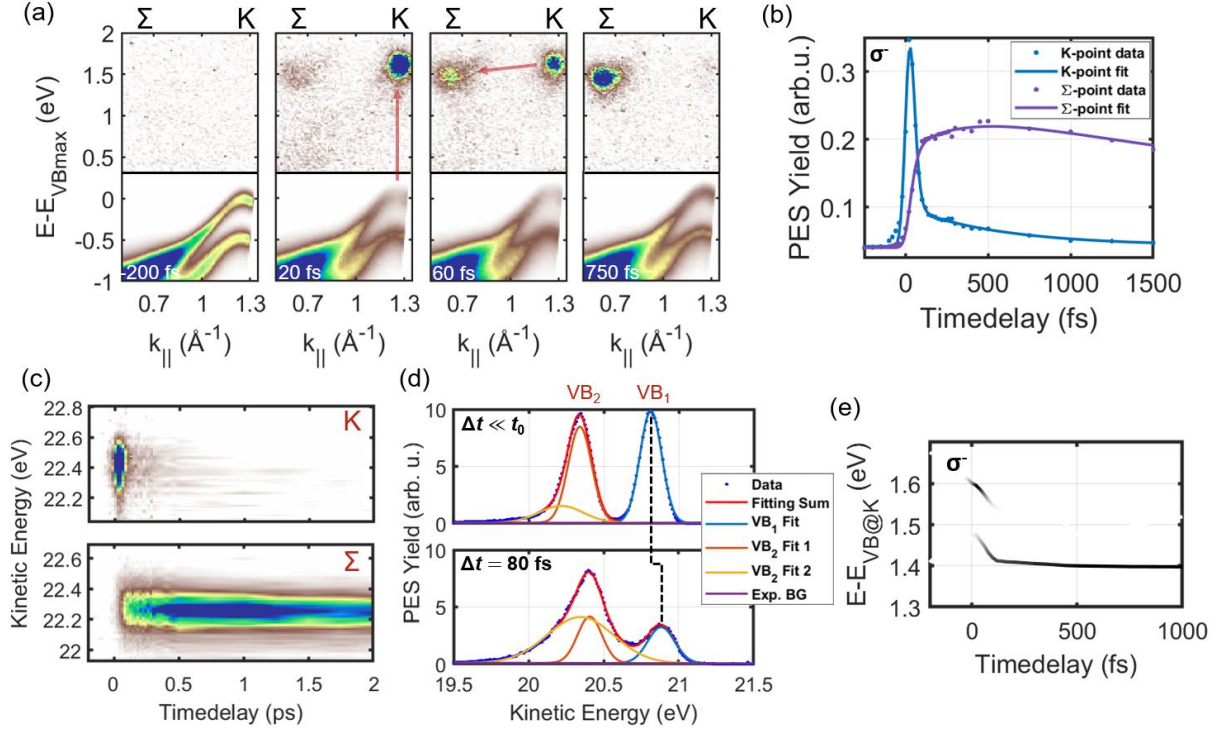 (a)
Σ K Σ K Σ K Σ K
E-E_VBmax (eV)
2
1.5
1
0.5
0
-0.5
-1
-200 fs 20 fs 60 fs 750 fs
0.7 1 1.3 0.7 1 1.3 0.7 1 1.3 0.7 1 1.3
k_|| (Å⁻¹) k_|| (Å⁻¹) k_|| (Å⁻¹) k_|| (Å⁻¹)
(b)
σ⁻
K-point data
K-point fit
Σ-point data
Σ-point fit
PES Yield (arb.u.)
0.3
0.2
0.1
0 500 1000 1500
Timedelay (fs)
(c)
Kinetic Energy (eV)
K
22.8
22.6
22.4
22.2
Σ
22.6
22.4
22.2
22
0 0.5 1 1.5 2
Timedelay (ps)
(d)
VB₂ VB₁
Δt ≪ t₀
PES Yield (arb. u.)
10
5
0
Δt = 80 fs
10
5
0
Data
Fitting Sum
VB₁ Fit
VB₂ Fit 1
VB₂ Fit 2
Exp. BG
19.5 20 20.5 21 21.5
Kinetic Energy (eV)
(e)
σ⁻
E-E_VB@K (eV)
1.6
1.5
1.4
1.3
0 500 1000
Timedelay (fs)